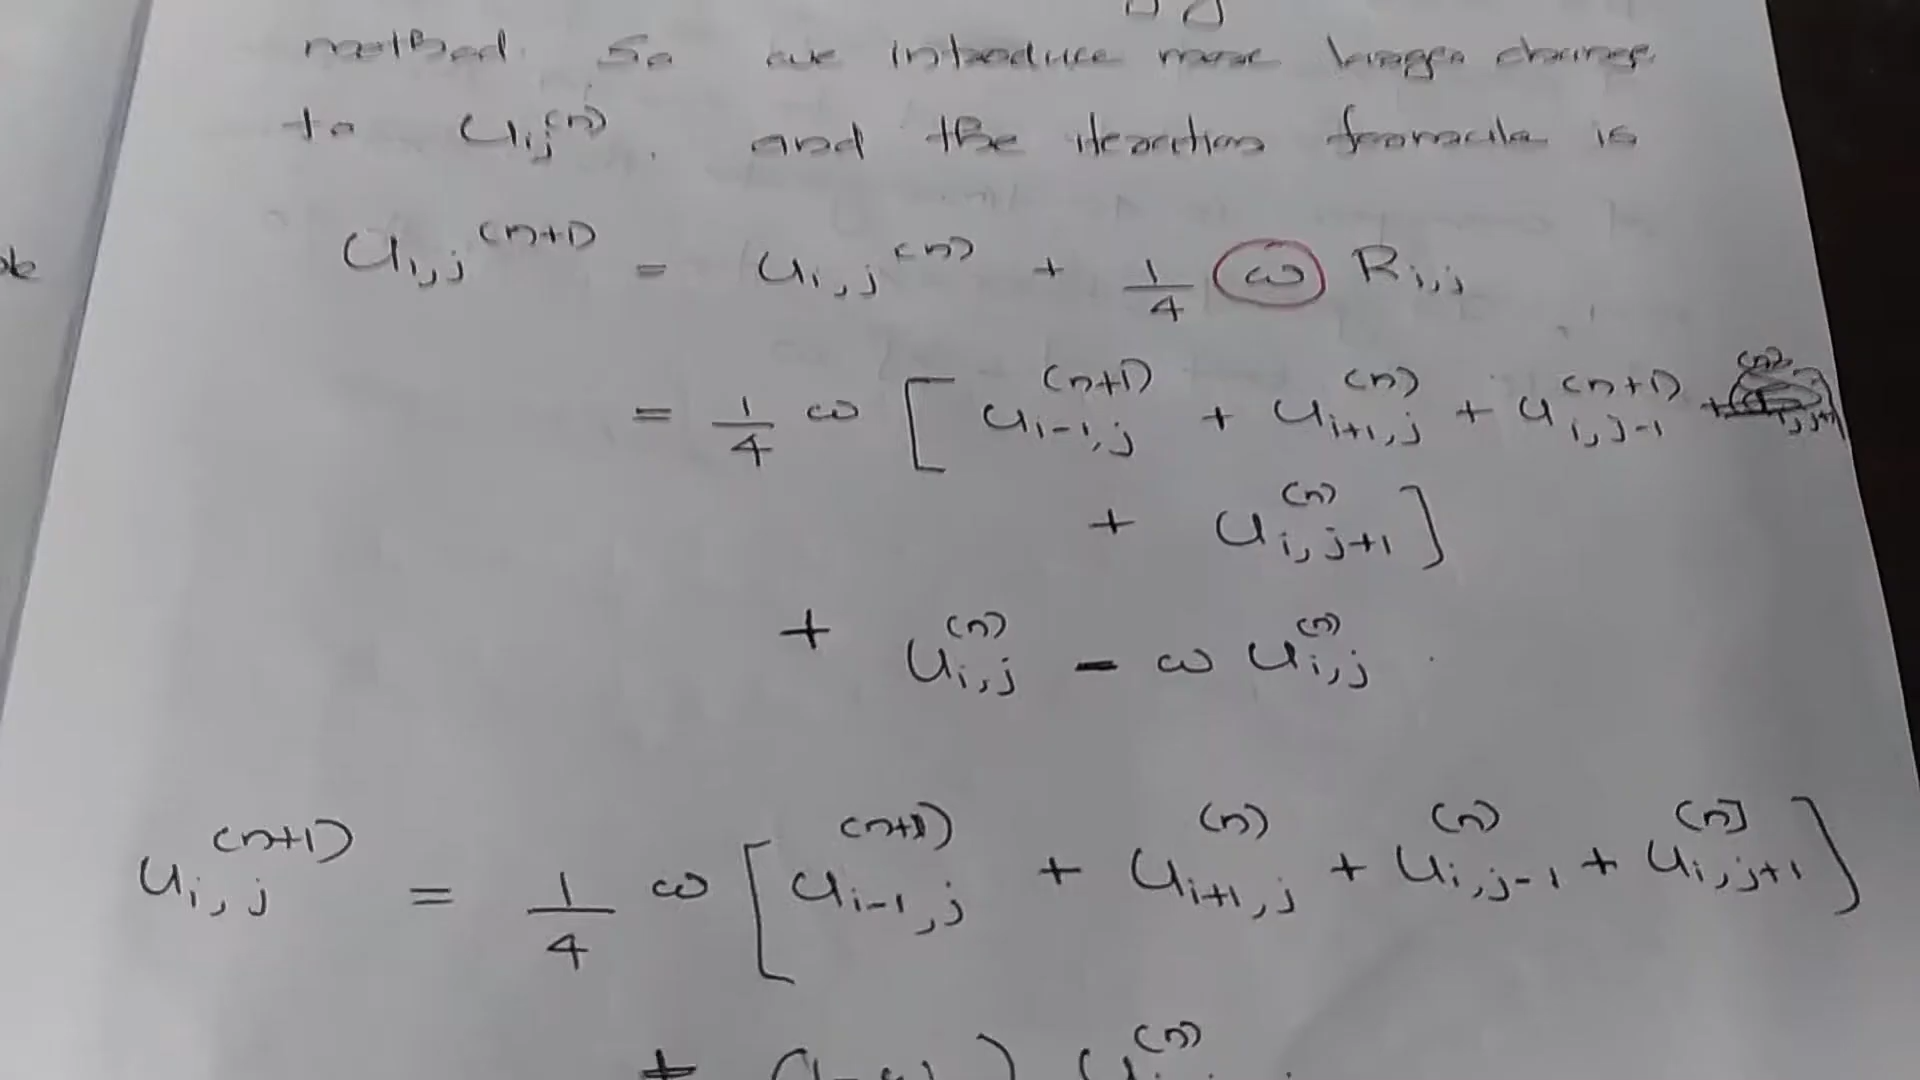 method. So we introduce more larger change
to u_{i,j}^{(n)}. and the iteration formula is
u_{i,j}^{(n+1)} = u_{i,j}^{(n)} + 1/4 ω R_{i,j}
= 1/4 ω [ u_{i-1,j}^{(n+1)} + u_{i+1,j}^{(n)} + u_{i,j-1}^{(n+1)}
+ u_{i,j+1}^{(n)} ]
+ u_{i,j}^{(n)} - ω u_{i,j}^{(n)}.
u_{i,j}^{(n+1)} = 1/4 ω [ u_{i-1,j}^{(n+1)} + u_{i+1,j}^{(n)} + u_{i,j-1}^{(n)} + u_{i,j+1}^{(n)} ]
+ (1-ω) u^{(n)}